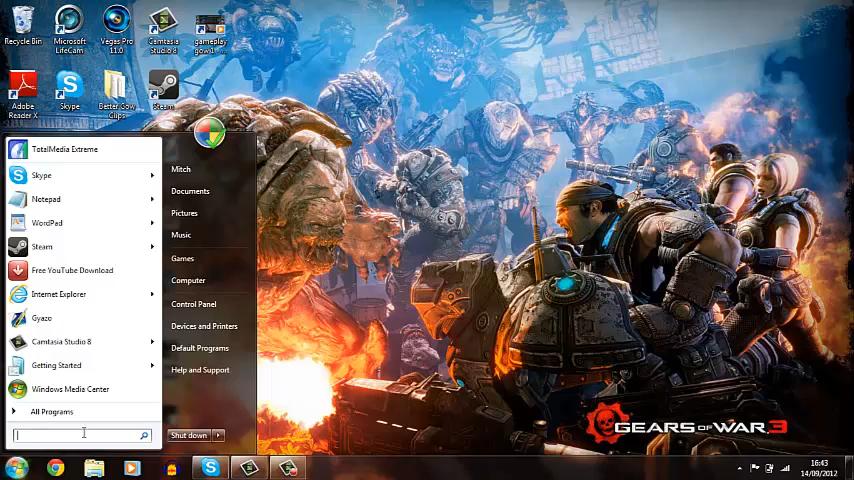 Recycle Bin
Microsoft
LifeCam
Vegas Pro
11.0
Camtasia
Studio 8
gameplay
gow 1 -...
Adobe
Reader X
Skype
Better Gow
Clips
Steam
TotalMedia Extreme
Skype
Notepad
WordPad
Steam
Free YouTube Download
Internet Explorer
Gyazo
Camtasia Studio 8
Getting Started
Windows Media Center
All Programs
Mitch
Documents
Pictures
Music
Games
Computer
Control Panel
Devices and Printers
Default Programs
Help and Support
Shut down
GEARS OF WAR 3
16:43
14/09/2012